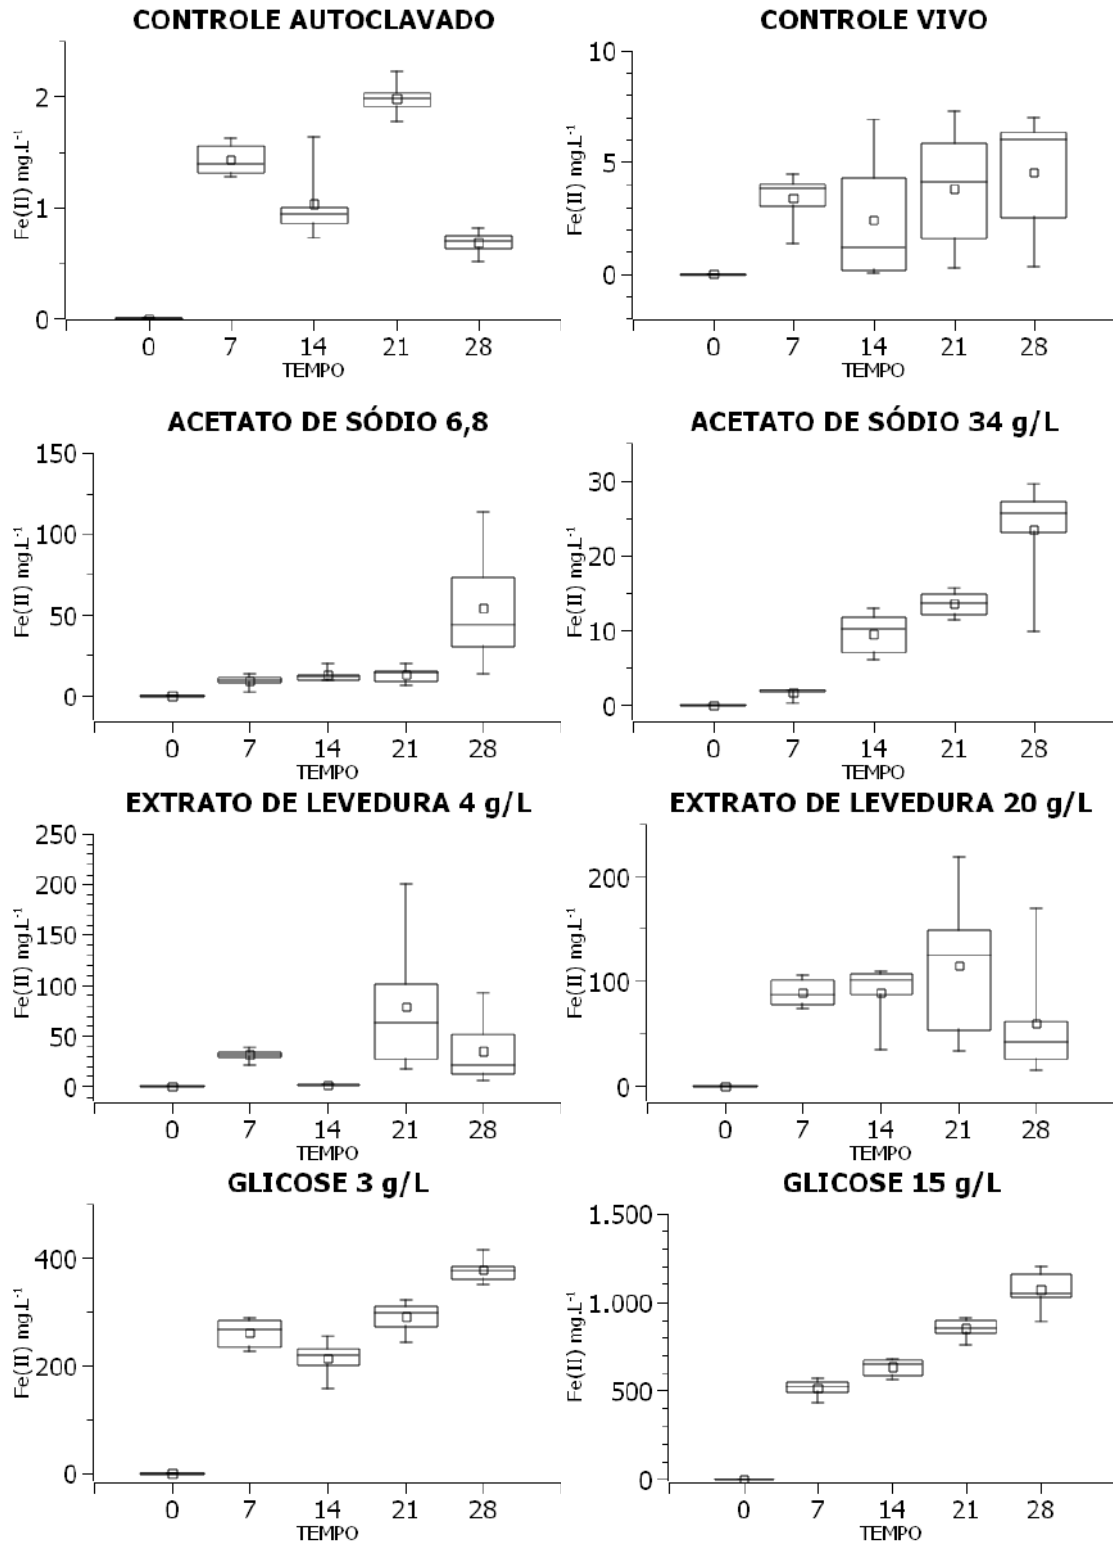 CONTROLE AUTOCLAVADO
Fe(II) mg.L⁻¹
2
1
0
0 7 14 21 28
TEMPO
CONTROLE VIVO
Fe(II) mg.L⁻¹
10
5
0
0 7 14 21 28
TEMPO
ACETATO DE SÓDIO 6,8
Fe(II) mg.L⁻¹
150
100
50
0
0 7 14 21 28
TEMPO
ACETATO DE SÓDIO 34 g/L
Fe(II) mg.L⁻¹
30
20
10
0
0 7 14 21 28
TEMPO
EXTRATO DE LEVEDURA 4 g/L
Fe(II) mg.L⁻¹
250
200
150
100
50
0
0 7 14 21 28
TEMPO
EXTRATO DE LEVEDURA 20 g/L
Fe(II) mg.L⁻¹
200
100
0
0 7 14 21 28
TEMPO
GLICOSE 3 g/L
Fe(II) mg.L⁻¹
400
200
0
0 7 14 21 28
TEMPO
GLICOSE 15 g/L
Fe(II) mg.L⁻¹
1.500
1.000
500
0
0 7 14 21 28
TEMPO